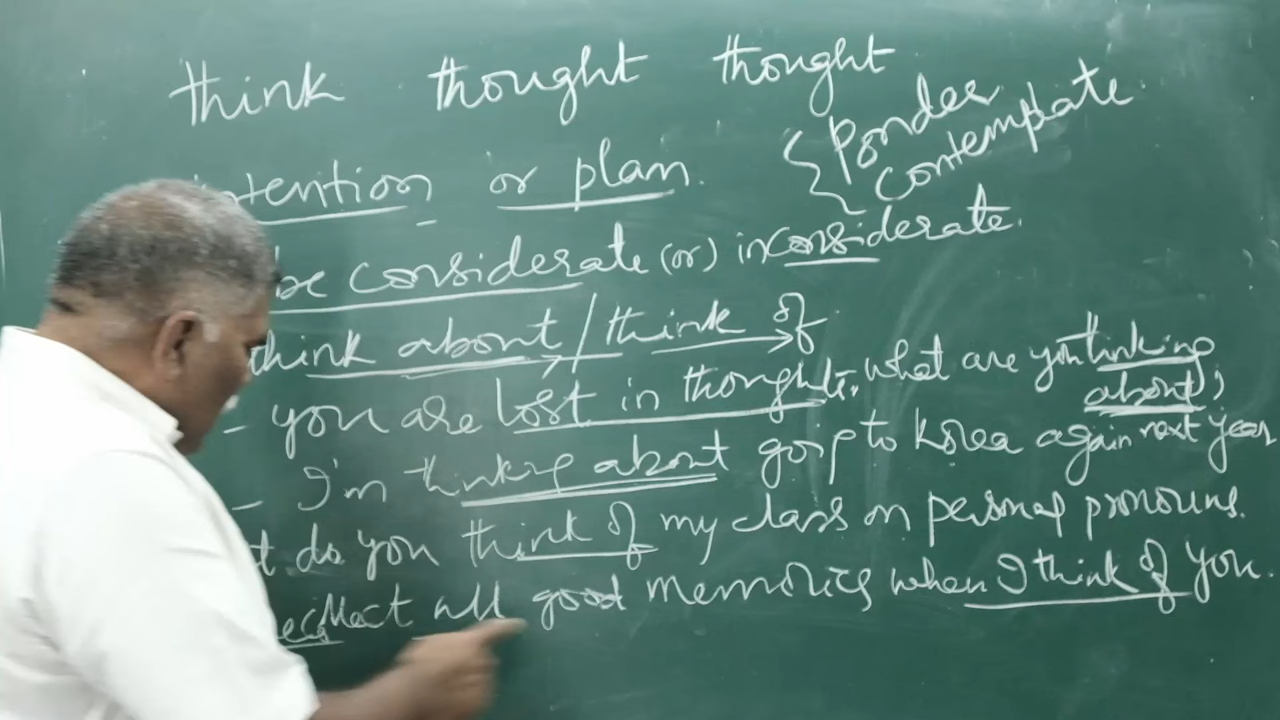 think thought thought
intention or plan. { Ponder
contemplate
be considerate (or) inconsiderate.
think about / think of
- you are lost in thoughts, what are you thinking
about;
- I'm thinking about going to Korea again next year
do you think of my class on personal pronouns.
recollect all good memories when I think of you.